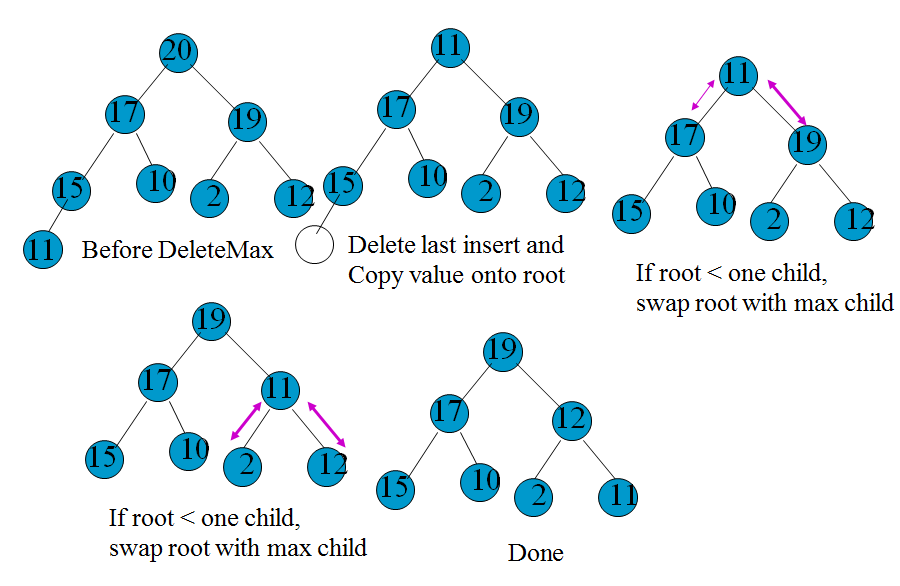 20
17 19
15 10 2 12
11
Before DeleteMax
11
17 19
15 10 2 12
Delete last insert and
Copy value onto root
11
17 19
15 10 2 12
If root < one child,
swap root with max child
19
17 11
15 10 2 12
If root < one child,
swap root with max child
19
17 12
15 10 2 11
Done